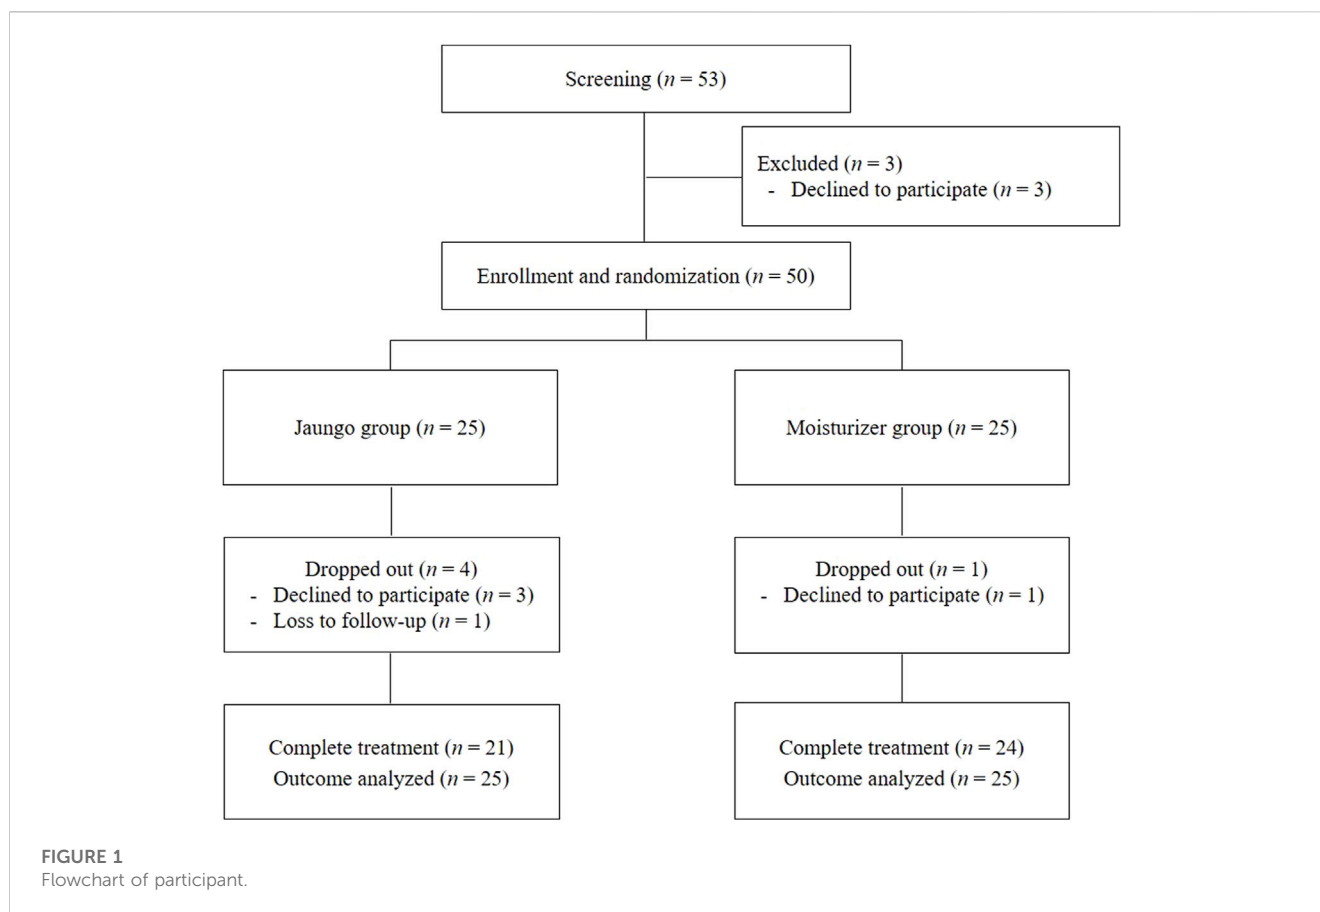 Screening (n = 53)
Excluded (n = 3)
- Declined to participate (n = 3)
Enrollment and randomization (n = 50)
Jaungo group (n = 25)
Moisturizer group (n = 25)
Dropped out (n = 4)
- Declined to participate (n = 3)
- Loss to follow-up (n = 1)
Dropped out (n = 1)
- Declined to participate (n = 1)
Complete treatment (n = 21)
Outcome analyzed (n = 25)
Complete treatment (n = 24)
Outcome analyzed (n = 25)
FIGURE 1
Flowchart of participant.